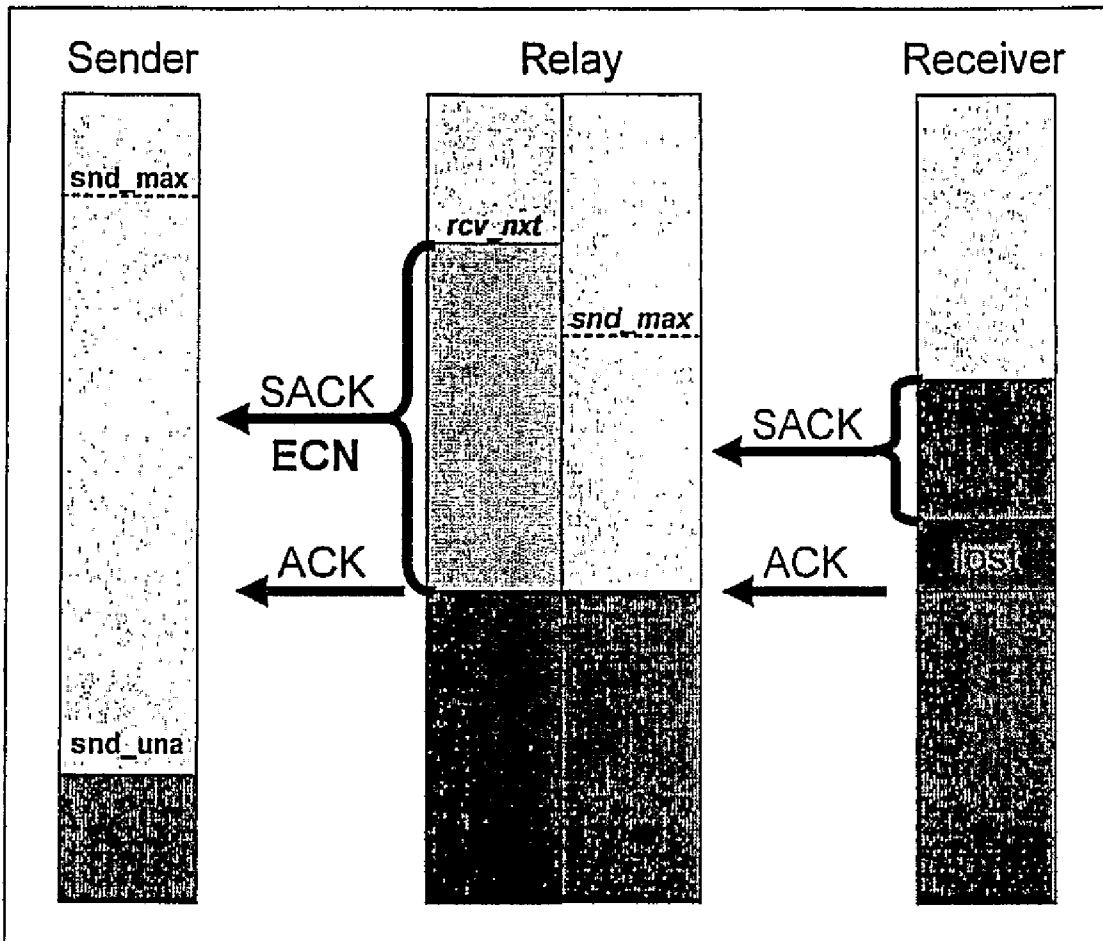 Sender
Relay
Receiver
snd_max
rcv_nxt
snd_max
SACK
ECN
SACK
ACK
ACK
lost
snd_una